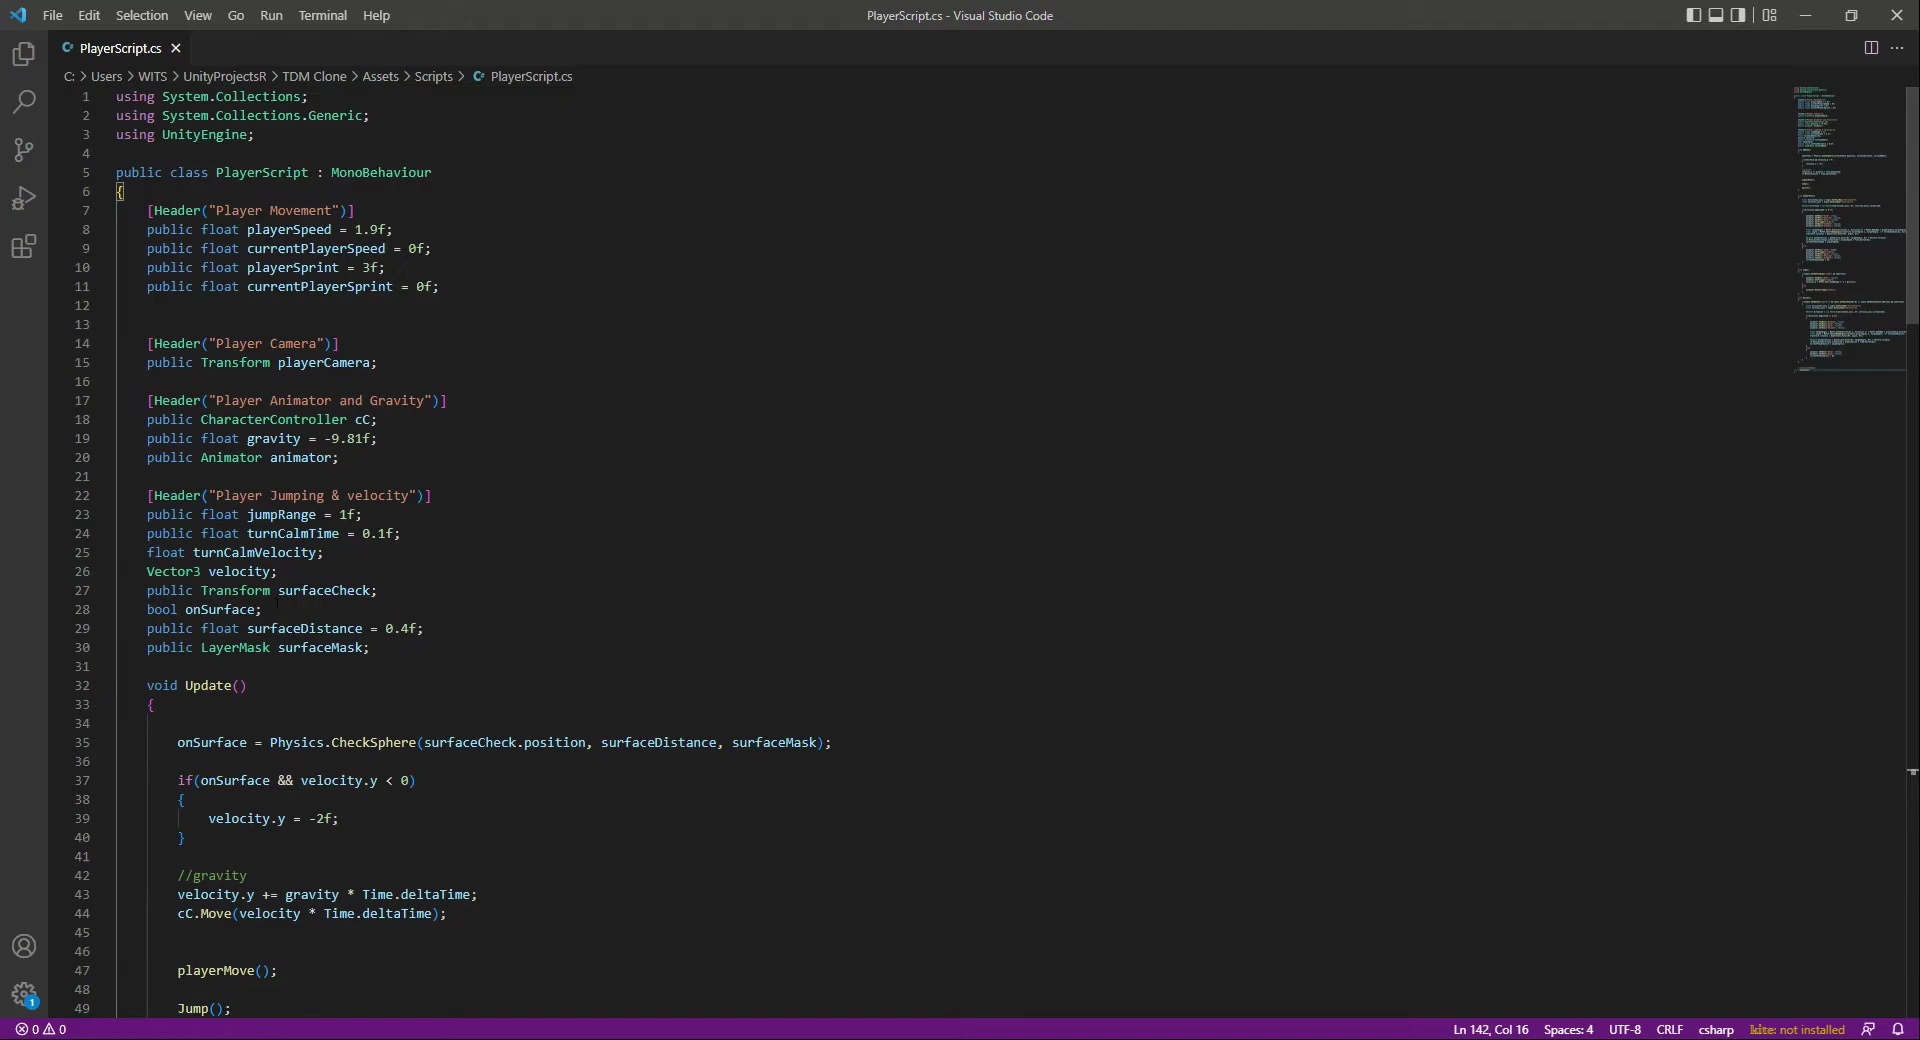 File Edit Selection View Go Run Terminal Help
PlayerScript.cs - Visual Studio Code
PlayerScript.cs
C: > Users > WITS > UnityProjectsR > TDM Clone > Assets > Scripts > PlayerScript.cs
1 using System.Collections;
2 using System.Collections.Generic;
3 using UnityEngine;
4
5 public class PlayerScript : MonoBehaviour
6 {
7 [Header("Player Movement")]
8 public float playerSpeed = 1.9f;
9 public float currentPlayerSpeed = 0f;
10 public float playerSprint = 3f;
11 public float currentPlayerSprint = 0f;
12
13
14 [Header("Player Camera")]
15 public Transform playerCamera;
16
17 [Header("Player Animator and Gravity")]
18 public CharacterController cC;
19 public float gravity = -9.81f;
20 public Animator animator;
21
22 [Header("Player Jumping & velocity")]
23 public float jumpRange = 1f;
24 public float turnCalmTime = 0.1f;
25 float turnCalmVelocity;
26 Vector3 velocity;
27 public Transform surfaceCheck;
28 bool onSurface;
29 public float surfaceDistance = 0.4f;
30 public LayerMask surfaceMask;
31
32 void Update()
33 {
34
35 onSurface = Physics.CheckSphere(surfaceCheck.position, surfaceDistance, surfaceMask);
36
37 if(onSurface && velocity.y < 0)
38 {
39 velocity.y = -2f;
40 }
41
42 //gravity
43 velocity.y += gravity * Time.deltaTime;
44 cC.Move(velocity * Time.deltaTime);
45
46
47 playerMove();
48
49 Jump();
1
0 0
Ln 142, Col 16 Spaces: 4 UTF-8 CRLF csharp kite: not installed